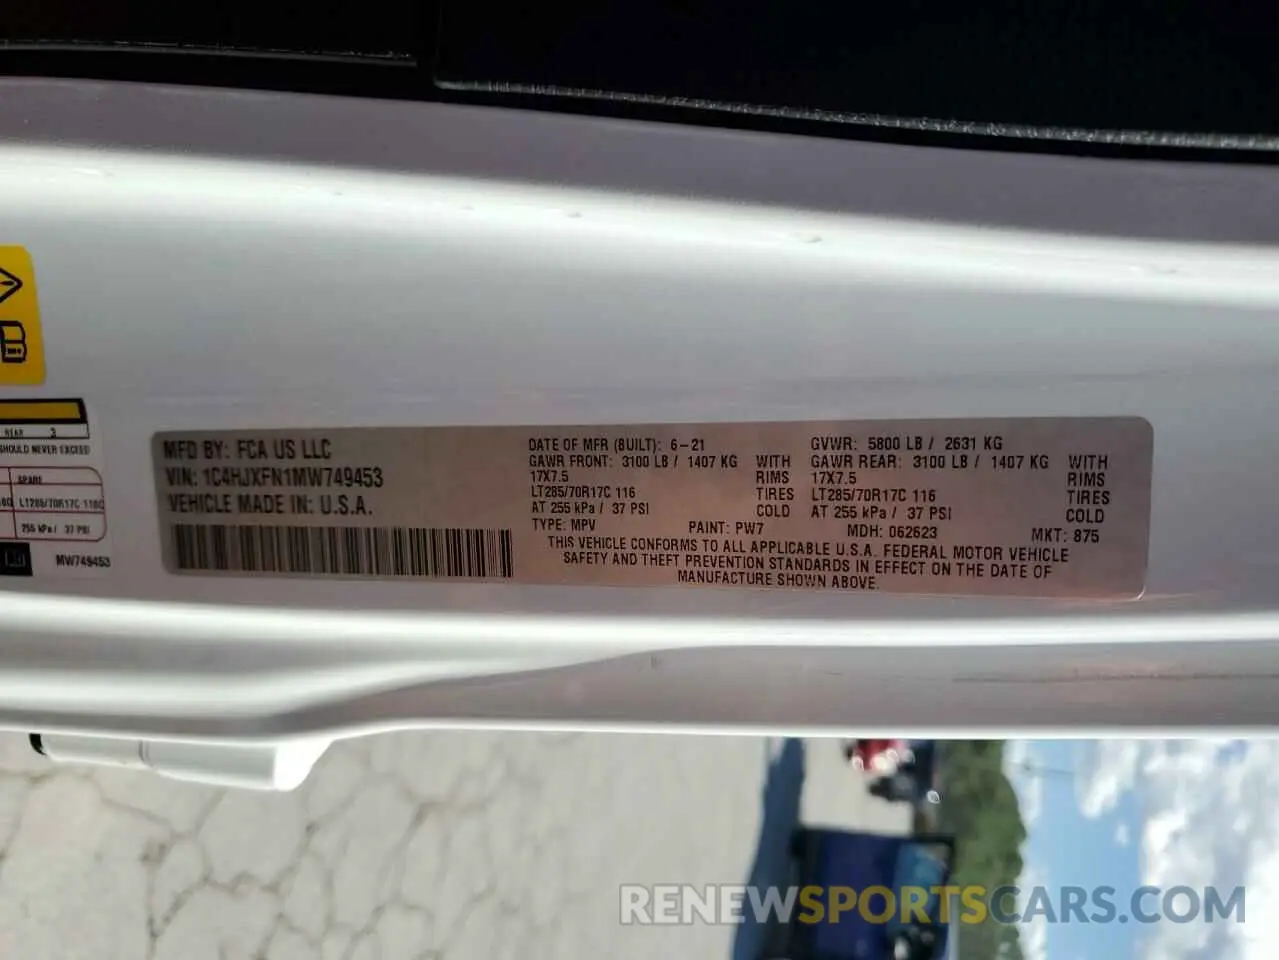 MFD BY: FCA US LLC
VIN: 1C4HJXFN1MW749453
VEHICLE MADE IN: U.S.A.
DATE OF MFR (BUILT): 6-21
GAWR FRONT: 3100 LB / 1407 KG WITH
17X7.5 RIMS
LT285/70R17C 116 TIRES
AT 255 kPa / 37 PSI COLD
GVWR: 5800 LB / 2631 KG
GAWR REAR: 3100 LB / 1407 KG WITH
17X7.5 RIMS
LT285/70R17C 116 TIRES
AT 255 kPa / 37 PSI COLD
TYPE: MPV PAINT: PW7 MDH: 062623 MKT: 875
THIS VEHICLE CONFORMS TO ALL APPLICABLE U.S.A. FEDERAL MOTOR VEHICLE
SAFETY AND THEFT PREVENTION STANDARDS IN EFFECT ON THE DATE OF
MANUFACTURE SHOWN ABOVE.
REAR 3
SHOULD NEVER EXCEED
SPARE
LT285/70R17C 116Q
255 kPa / 37 PSI
MW749453
RENEWSPORTSCARS.COM